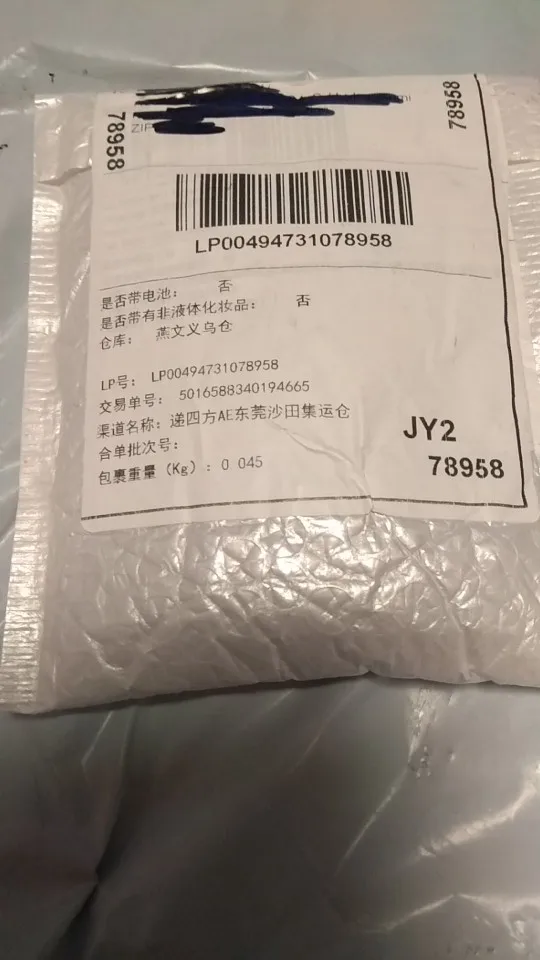 ZIP
78958
78958
LP00494731078958
是否带电池： 否
是否带有非液体化妆品： 否
仓库： 燕文义乌仓
LP号： LP00494731078958
交易单号： 5016588340194665
渠道名称： 递四方AE东莞沙田集运仓
合单批次号：
包裹重量（Kg）：0 045
JY2
78958